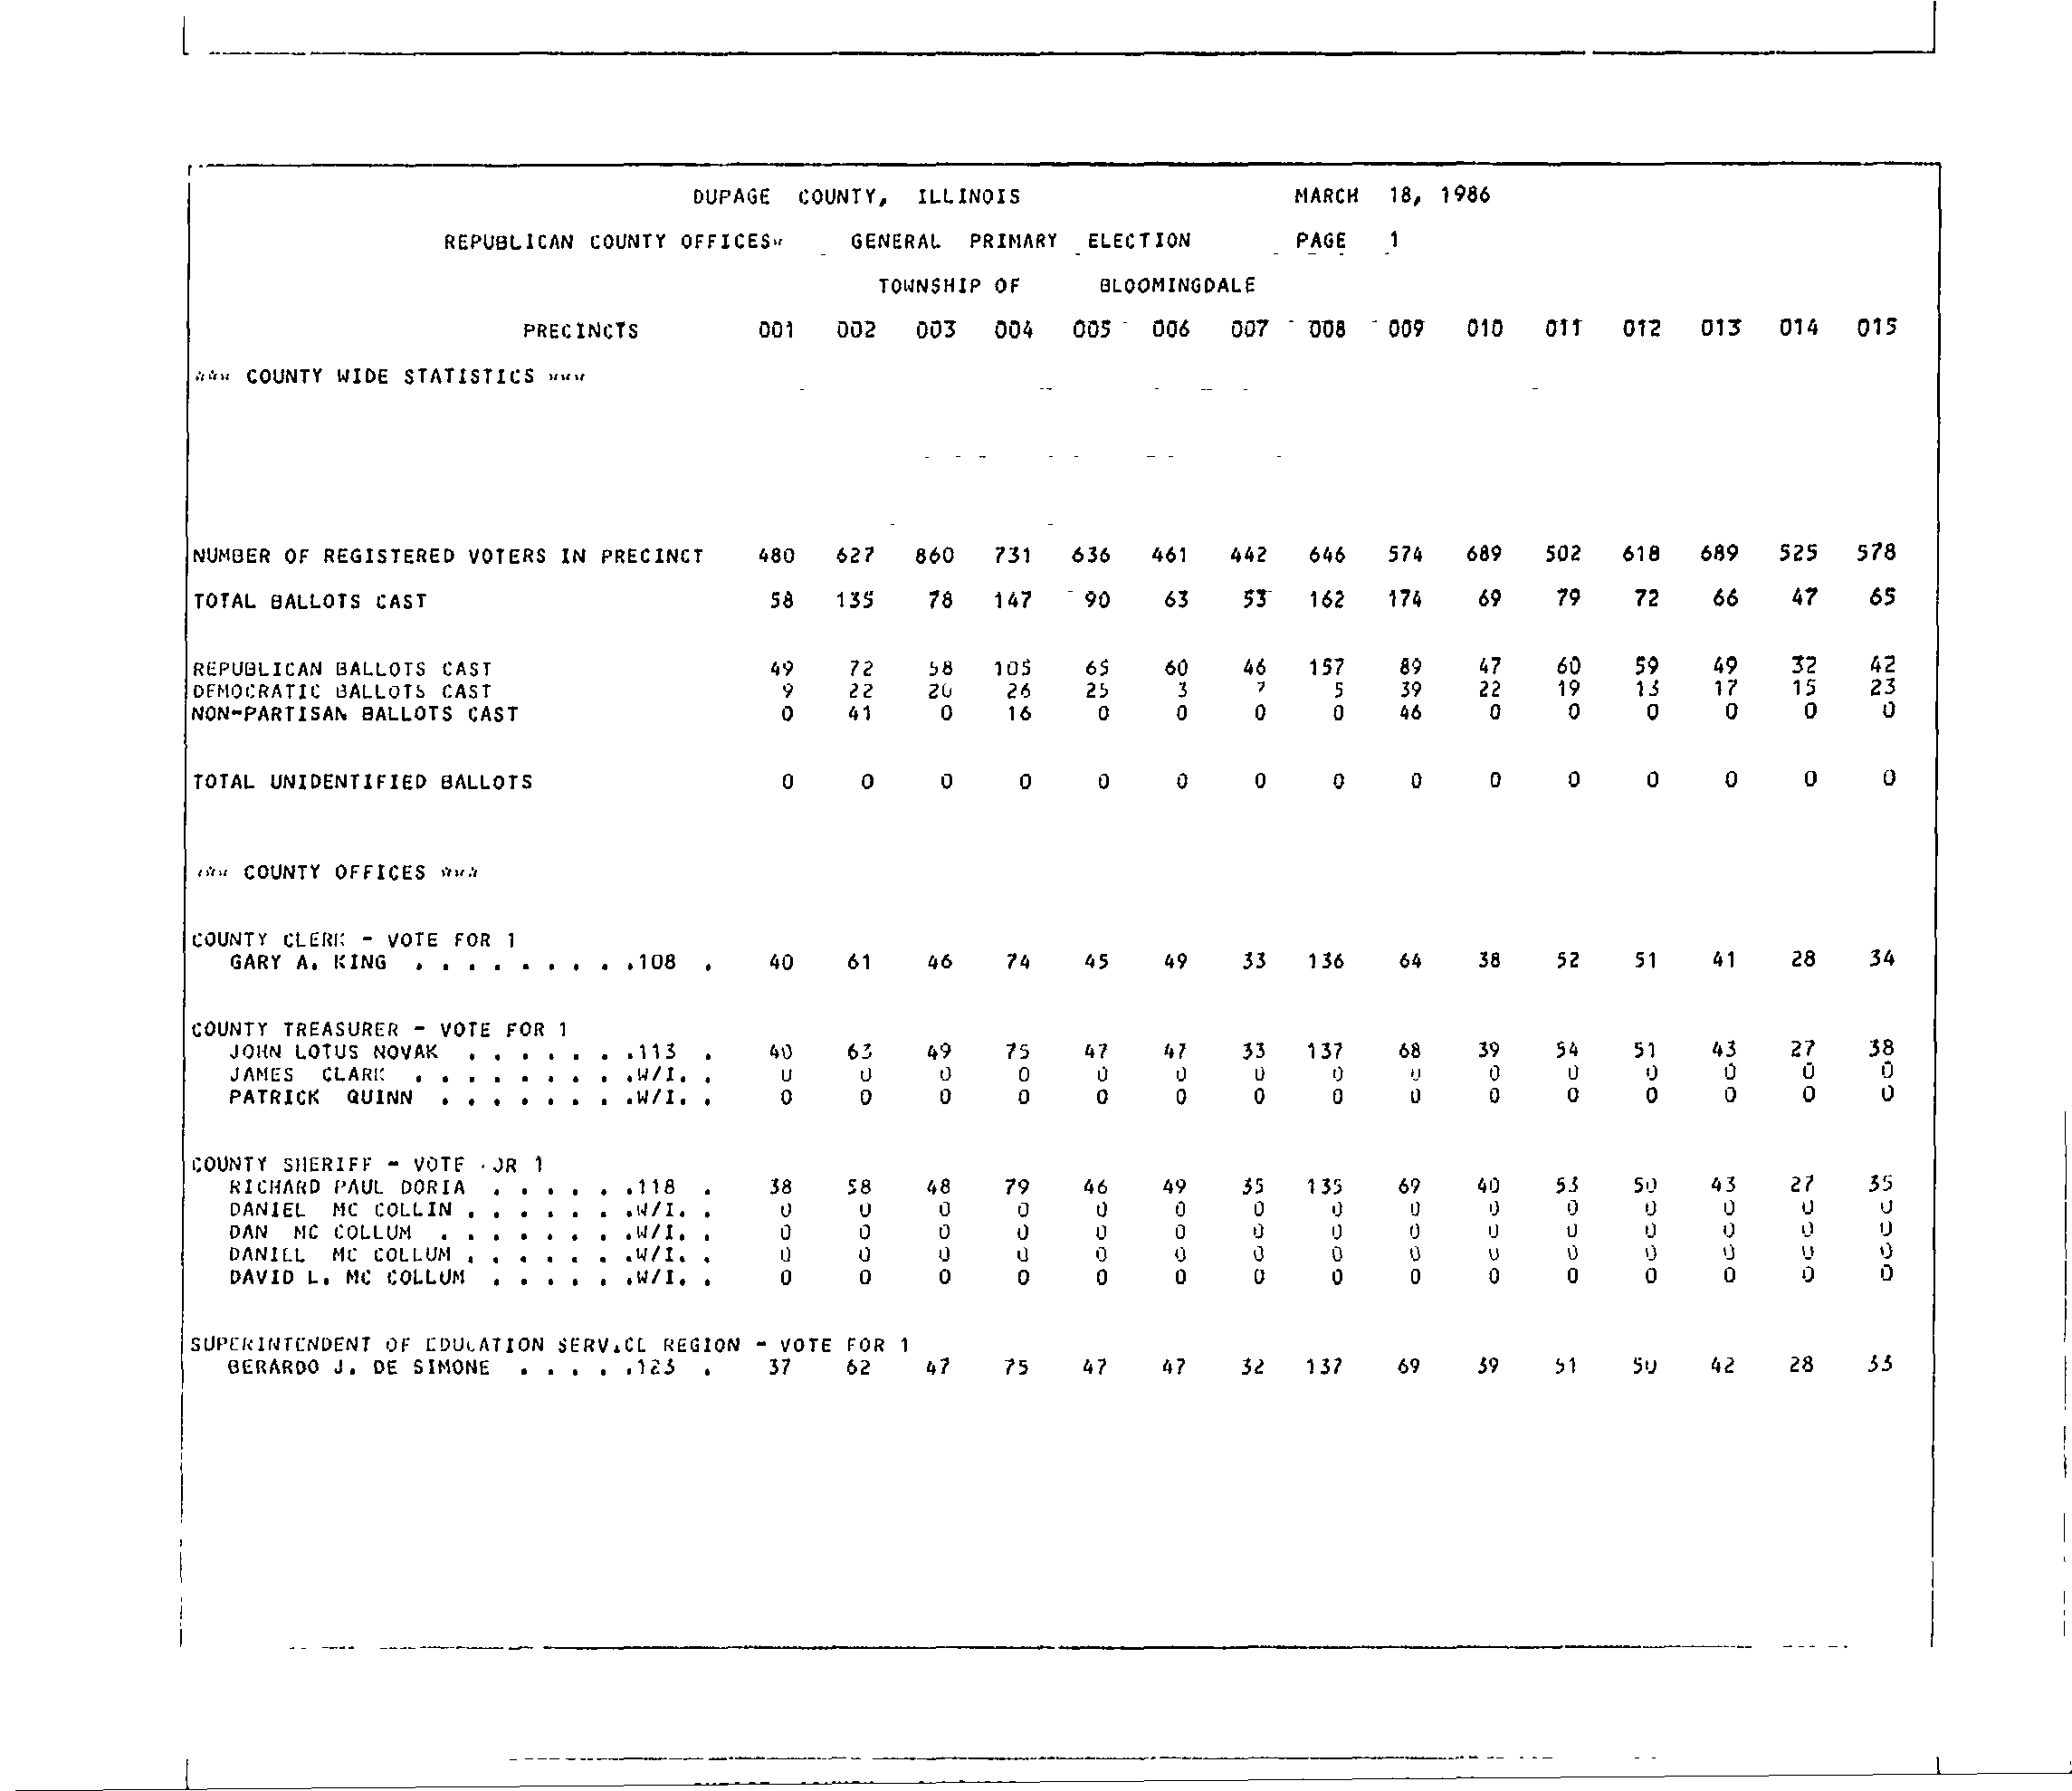 DUPAGE COUNTY, ILLINOIS MARCH 18, 1986
REPUBLICAN COUNTY OFFICES* GENERAL PRIMARY ELECTION PAGE 1
TOWNSHIP OF BLOOMINGDALE
PRECINCTS 001 002 003 004 005 006 007 008 009 010 011 012 013 014 015
*** COUNTY WIDE STATISTICS ***
NUMBER OF REGISTERED VOTERS IN PRECINCT 480 627 860 731 636 461 442 646 574 689 502 618 689 525 578
TOTAL BALLOTS CAST 58 135 78 147 90 63 53 162 174 69 79 72 66 47 65
REPUBLICAN BALLOTS CAST 49 72 58 105 65 60 46 157 89 47 60 59 49 32 42
DEMOCRATIC BALLOTS CAST 9 22 20 26 25 3 7 5 39 22 19 13 17 15 23
NON-PARTISAN BALLOTS CAST 0 41 0 16 0 0 0 0 46 0 0 0 0 0 0
TOTAL UNIDENTIFIED BALLOTS 0 0 0 0 0 0 0 0 0 0 0 0 0 0 0
*** COUNTY OFFICES ***
COUNTY CLERK - VOTE FOR 1
GARY A. KING . . . . . . . . .108 . 40 61 46 74 45 49 33 136 64 38 52 51 41 28 34
COUNTY TREASURER - VOTE FOR 1
JOHN LOTUS NOVAK . . . . . . .113 . 40 63 49 75 47 47 33 137 68 39 54 51 43 27 38
JAMES CLARK . . . . . . . . .W/I. . 0 0 0 0 0 0 0 0 0 0 0 0 0 0 0
PATRICK QUINN . . . . . . . .W/I. . 0 0 0 0 0 0 0 0 0 0 0 0 0 0 0
COUNTY SHERIFF - VOTE OR 1
RICHARD PAUL DORIA . . . . . .118 . 38 58 48 79 46 49 35 135 69 40 53 50 43 27 35
DANIEL MC COLLIN . . . . . . .W/I. . 0 0 0 0 0 0 0 0 0 0 0 0 0 0 0
DAN MC COLLUM . . . . . . . .W/I. . 0 0 0 0 0 0 0 0 0 0 0 0 0 0 0
DANIEL MC COLLUM . . . . . . .W/I. . 0 0 0 0 0 0 0 0 0 0 0 0 0 0 0
DAVID L. MC COLLUM . . . . . .W/I. . 0 0 0 0 0 0 0 0 0 0 0 0 0 0 0
SUPERINTENDENT OF EDUCATION SERVICE REGION - VOTE FOR 1
BERARDO J. DE SIMONE . . . . .123 . 37 62 47 75 47 47 32 137 69 39 51 50 42 28 33